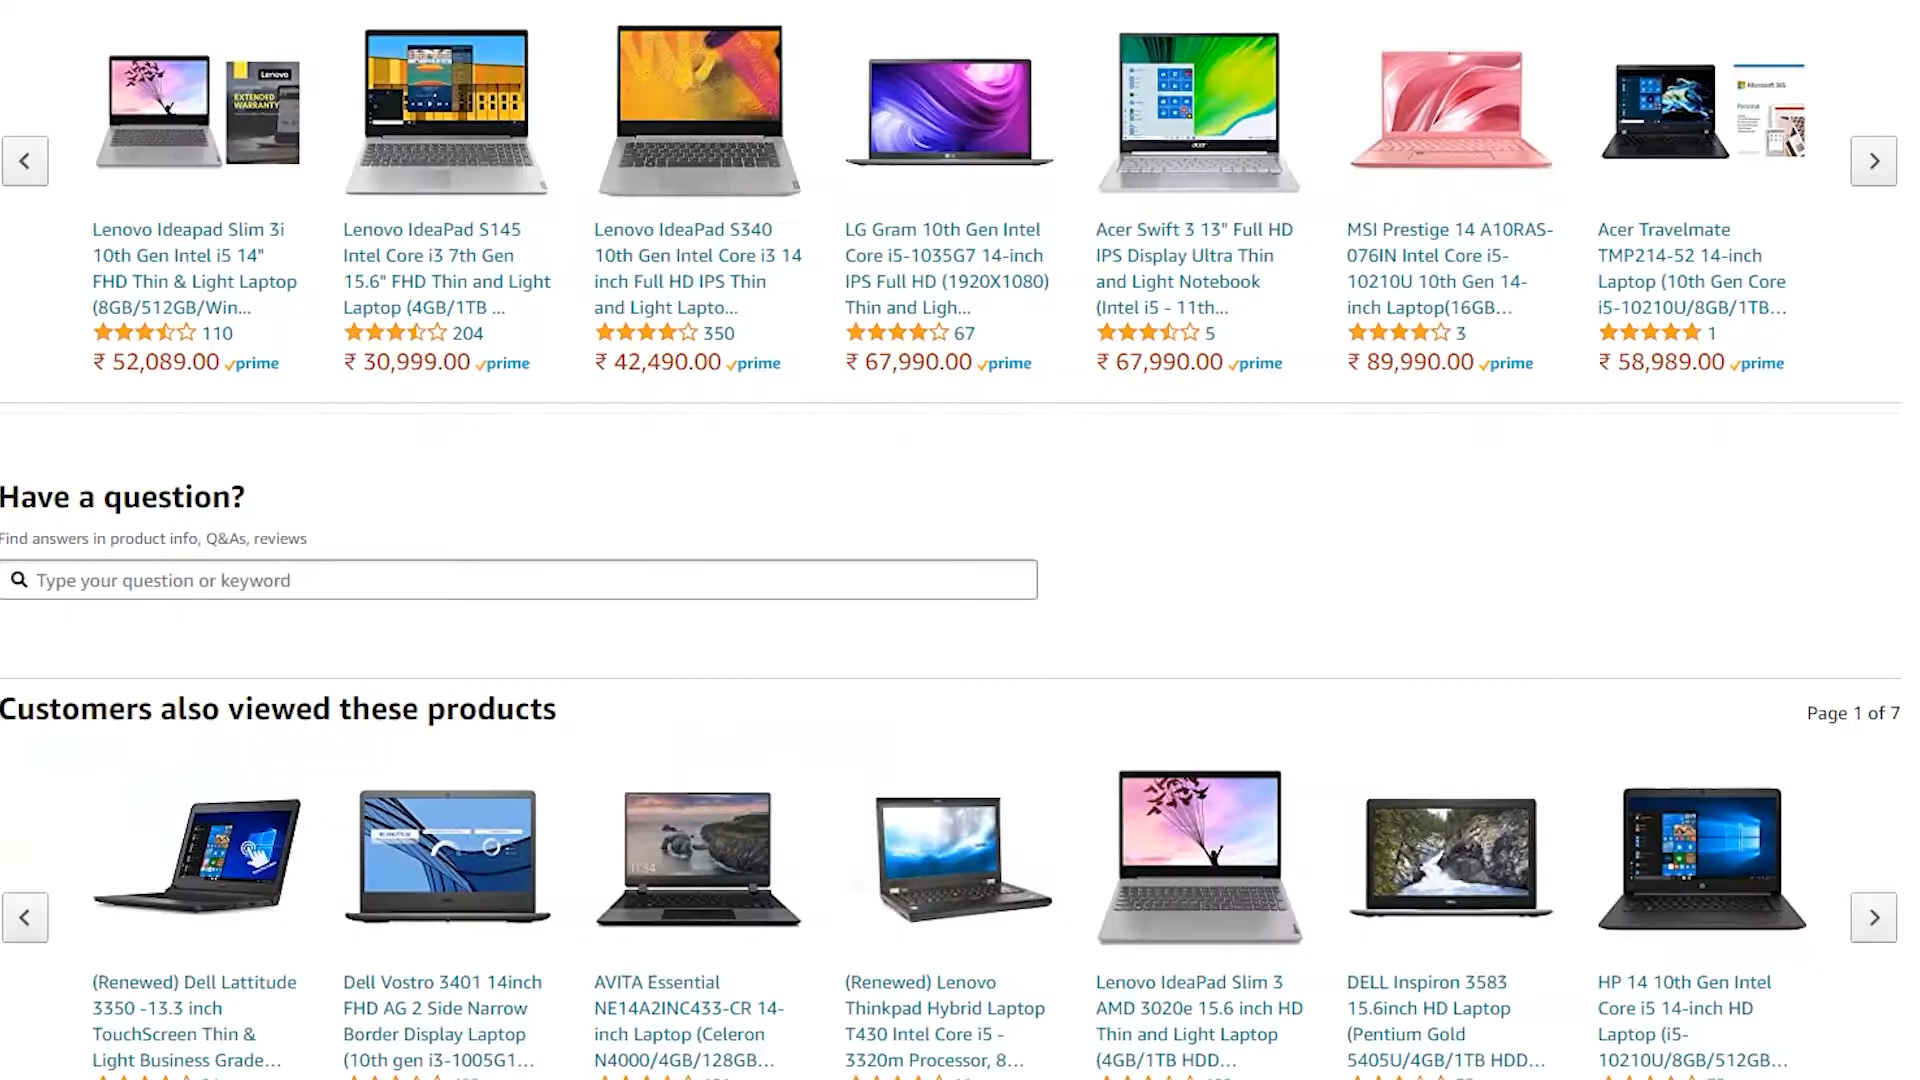 Lenovo
EXTENDED
WARRANTY
Microsoft 365
Personal
LG
acer
Lenovo Ideapad Slim 3i
10th Gen Intel i5 14"
FHD Thin & Light Laptop
(8GB/512GB/Win...
110
₹ 52,089.00 prime
Lenovo IdeaPad S145
Intel Core i3 7th Gen
15.6" FHD Thin and Light
Laptop (4GB/1TB ...
204
₹ 30,999.00 prime
Lenovo IdeaPad S340
10th Gen Intel Core i3 14
inch Full HD IPS Thin
and Light Lapto...
350
₹ 42,490.00 prime
LG Gram 10th Gen Intel
Core i5-1035G7 14-inch
IPS Full HD (1920X1080)
Thin and Ligh...
67
₹ 67,990.00 prime
Acer Swift 3 13" Full HD
IPS Display Ultra Thin
and Light Notebook
(Intel i5 - 11th...
5
₹ 67,990.00 prime
MSI Prestige 14 A10RAS-
076IN Intel Core i5-
10210U 10th Gen 14-
inch Laptop(16GB...
3
₹ 89,990.00 prime
Acer Travelmate
TMP214-52 14-inch
Laptop (10th Gen Core
i5-10210U/8GB/1TB...
1
₹ 58,989.00 prime
Have a question?
Find answers in product info, Q&As, reviews
Type your question or keyword
Customers also viewed these products
Page 1 of 7
11:34
(Renewed) Dell Lattitude
3350 -13.3 inch
TouchScreen Thin &
Light Business Grade...
Dell Vostro 3401 14inch
FHD AG 2 Side Narrow
Border Display Laptop
(10th gen i3-1005G1...
AVITA Essential
NE14A2INC433-CR 14-
inch Laptop (Celeron
N4000/4GB/128GB...
(Renewed) Lenovo
Thinkpad Hybrid Laptop
T430 Intel Core i5 -
3320m Processor, 8...
Lenovo IdeaPad Slim 3
AMD 3020e 15.6 inch HD
Thin and Light Laptop
(4GB/1TB HDD...
DELL Inspiron 3583
15.6inch HD Laptop
(Pentium Gold
5405U/4GB/1TB HDD...
HP 14 10th Gen Intel
Core i5 14-inch HD
Laptop (i5-
10210U/8GB/512GB...